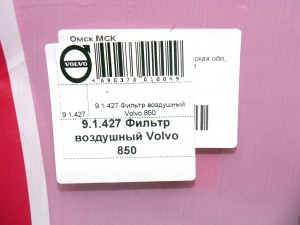 Омск МСК
VOLVO
ская обл,
4690373010049
9.1.427
9.1.427 Фильтр воздушный
Volvo 850
9.1.427 Фильтр
воздушный Volvo
850